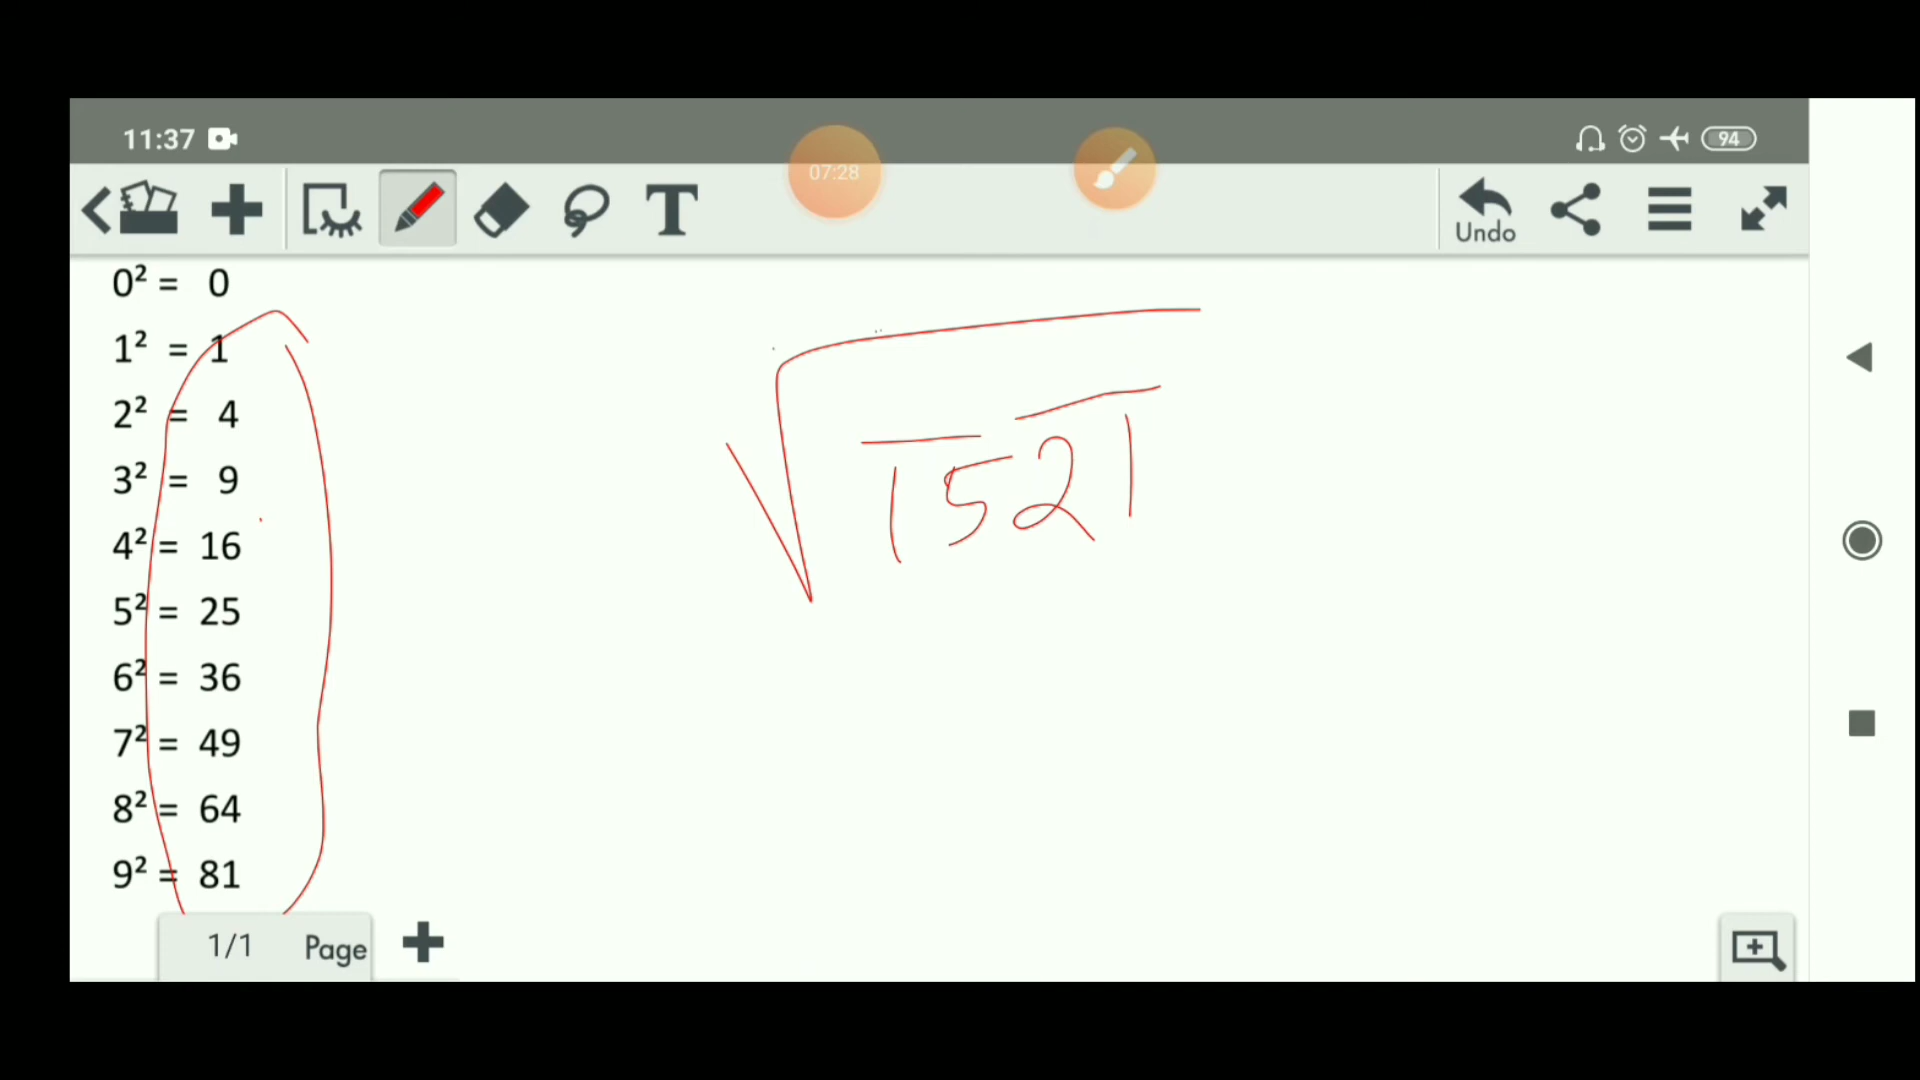 11:37
94
07:28
T
Undo
0² = 0
1² = 1
2² = 4
3² = 9
4² = 16
5² = 25
6² = 36
7² = 49
8² = 64
9² = 81
√1521
1/1 Page